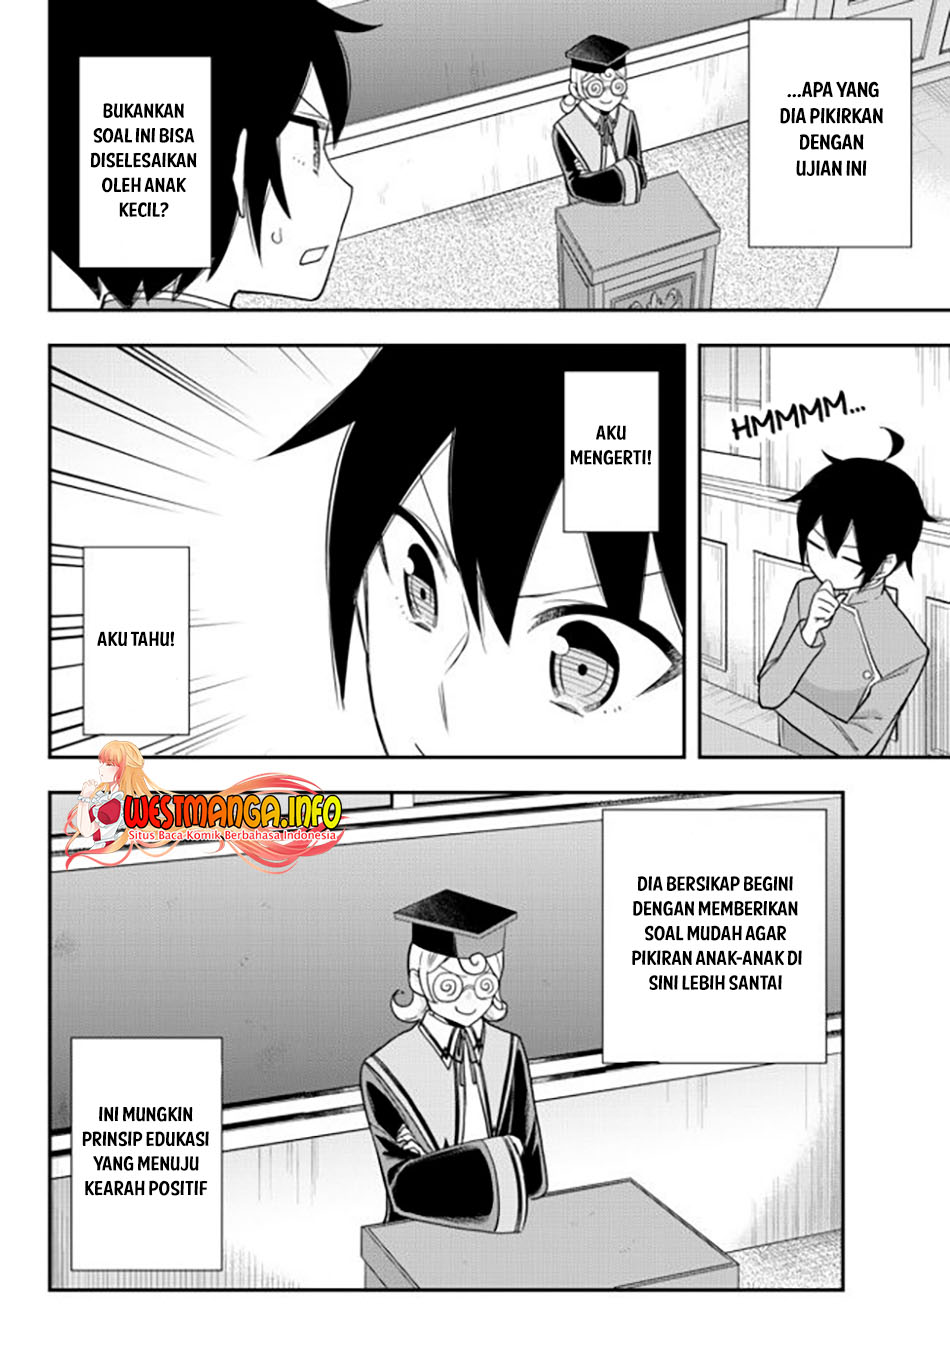 ...APA YANG
DIA PIKIRKAN
DENGAN
UJIAN INI
BUKANKAN
SOAL INI BISA
DISELESAIKAN
OLEH ANAK
KECIL?
HMMMM...
AKU
MENGERTI!
AKU TAHU!
WESTMANGA.INFO
Situs Baca Komik Berbahasa Indonesia
DIA BERSIKAP BEGINI
DENGAN MEMBERIKAN
SOAL MUDAH AGAR
PIKIRAN ANAK-ANAK DI
SINI LEBIH SANTAI
INI MUNGKIN
PRINSIP EDUKASI
YANG MENUJU
KEARAH POSITIF